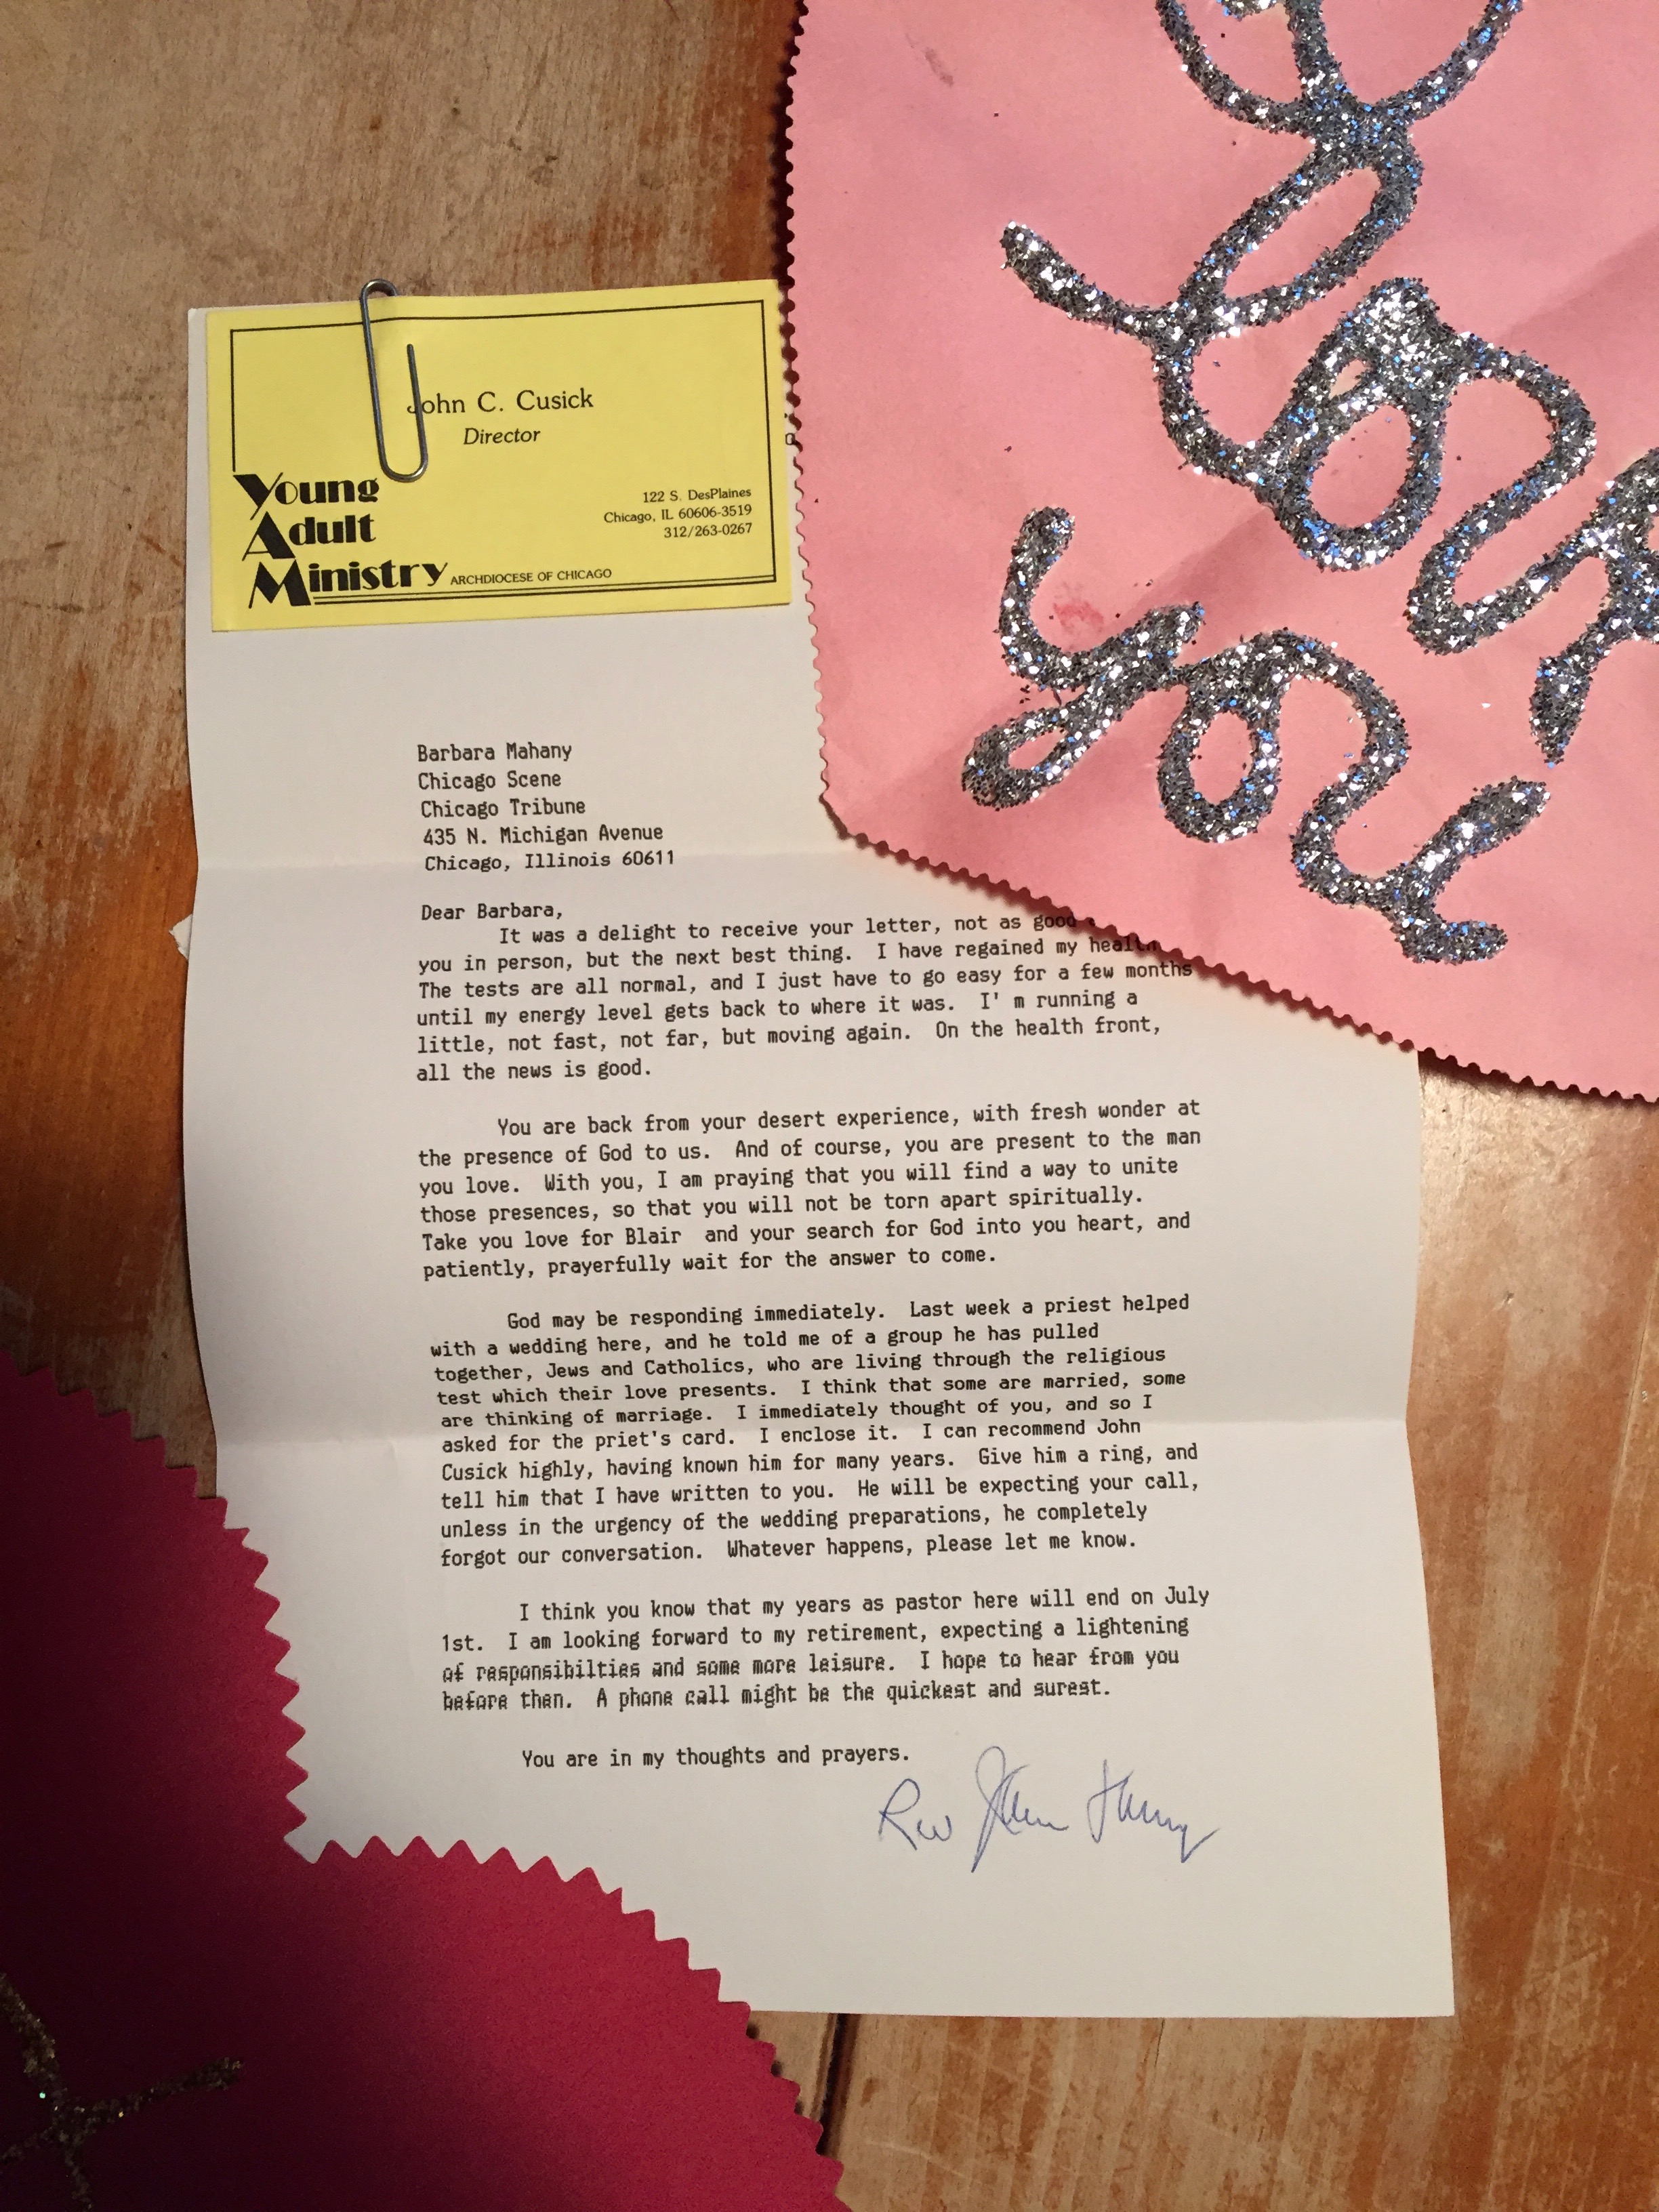 John C. Cusick
Director
Young
Adult
Ministry ARCHDIOCESE OF CHICAGO
122 S. DesPlaines
Chicago, IL 60606-3519
312/263-0267
you
Barbara Mahany
Chicago Scene
Chicago Tribune
435 N. Michigan Avenue
Chicago, Illinois 60611
Dear Barbara,
It was a delight to receive your letter, not as good
you in person, but the next best thing. I have regained my health
The tests are all normal, and I just have to go easy for a few months
until my energy level gets back to where it was. I' m running a
little, not fast, not far, but moving again. On the health front,
all the news is good.
You are back from your desert experience, with fresh wonder at
the presence of God to us. And of course, you are present to the man
you love. With you, I am praying that you will find a way to unite
those presences, so that you will not be torn apart spiritually.
Take you love for Blair and your search for God into you heart, and
patiently, prayerfully wait for the answer to come.
God may be responding immediately. Last week a priest helped
with a wedding here, and he told me of a group he has pulled
together, Jews and Catholics, who are living through the religious
test which their love presents. I think that some are married, some
are thinking of marriage. I immediately thought of you, and so I
asked for the priet's card. I enclose it. I can recommend John
Cusick highly, having known him for many years. Give him a ring, and
tell him that I have written to you. He will be expecting your call,
unless in the urgency of the wedding preparations, he completely
forgot our conversation. Whatever happens, please let me know.
I think you know that my years as pastor here will end on July
1st. I am looking forward to my retirement, expecting a lightening
of responsibilties and some more leisure. I hope to hear from you
before then. A phone call might be the quickest and surest.
You are in my thoughts and prayers.
Rev